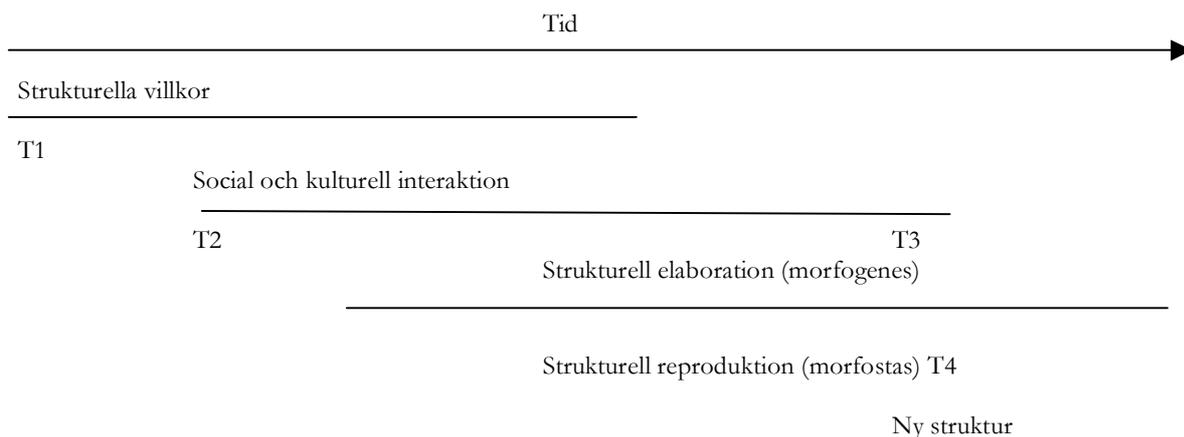 Tid
Strukturella villkor
T1
Social och kulturell interaktion
T2 T3
Strukturell elaboration (morfogenes)
Strukturell reproduktion (morfostas) T4
Ny struktur